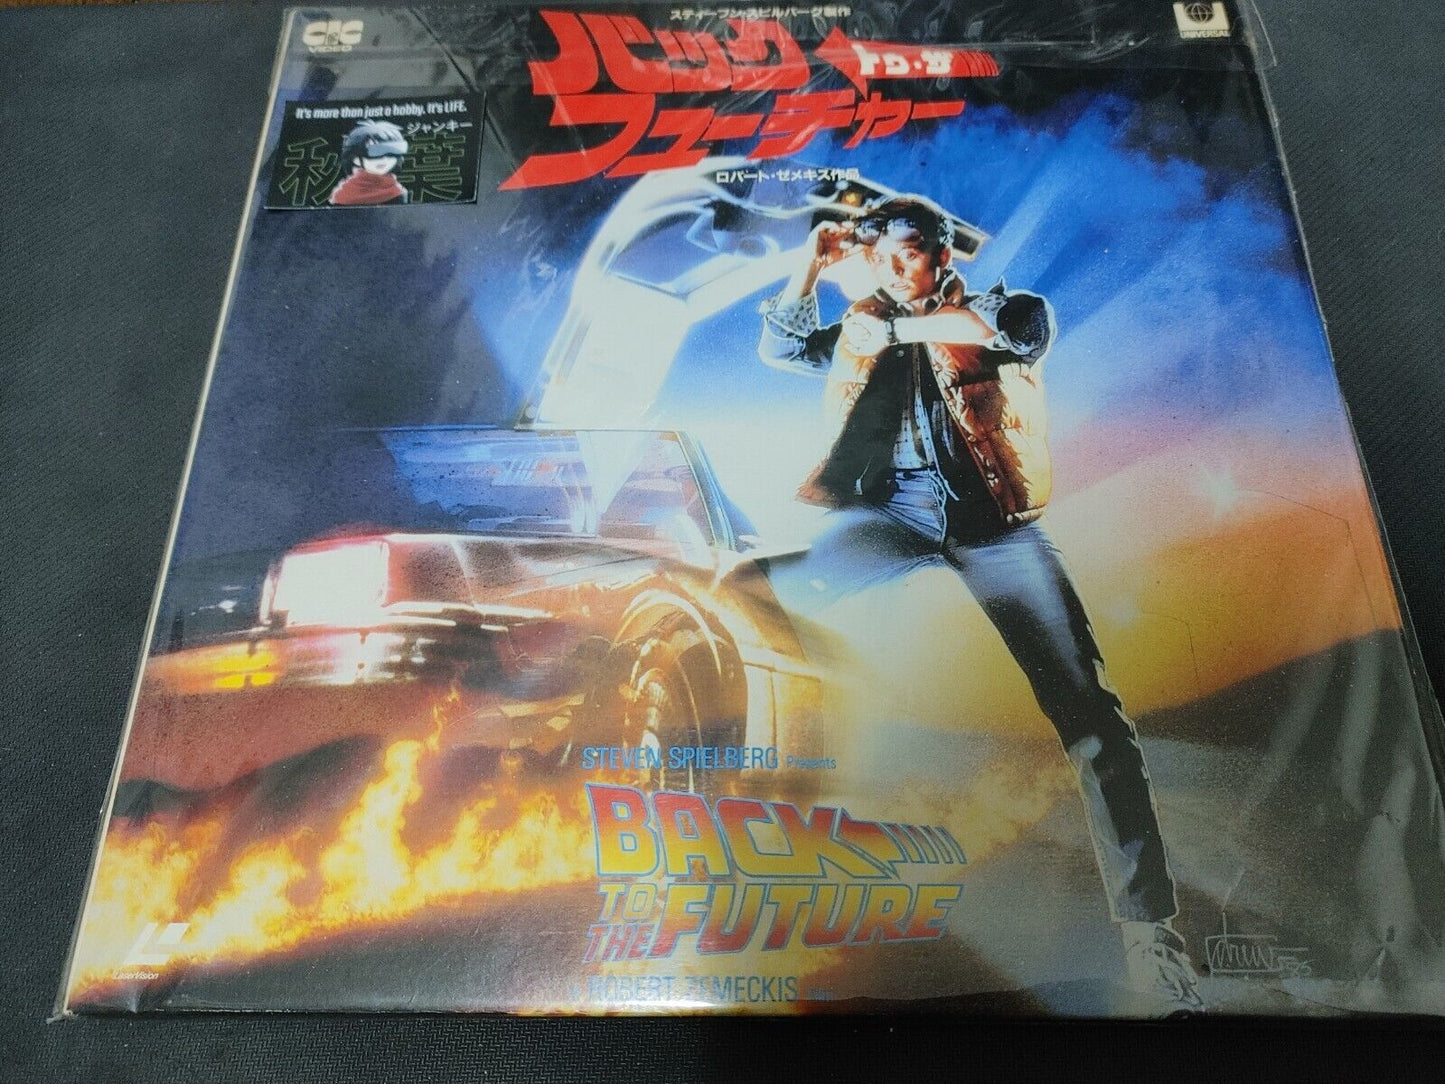 CIC
VIDEO
スティーブン・スピルバーグ製作
UNIVERSAL
バック トゥ・ザ
フューチャー
ロバート・ゼメキス作品
It's more than just a hobby. It's LIFE.
ジャンキー
秋葉
STEVEN SPIELBERG Presents
BACK
TO THE FUTURE
A ROBERT ZEMECKIS Film
LaserVision